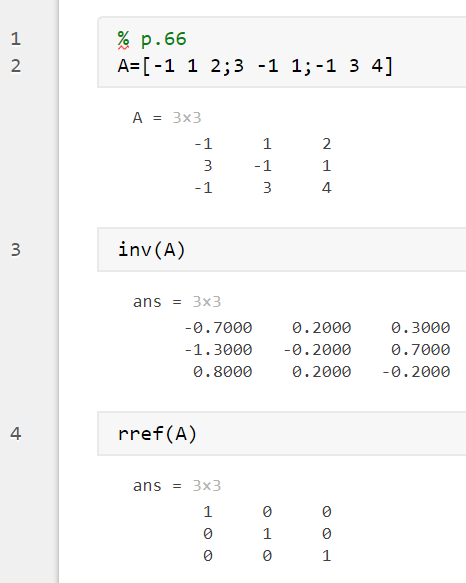 1 % p.66
2 A=[-1 1 2;3 -1 1;-1 3 4]
A = 3×3
-1 1 2
3 -1 1
-1 3 4
3 inv(A)
ans = 3×3
-0.7000 0.2000 0.3000
-1.3000 -0.2000 0.7000
0.8000 0.2000 -0.2000
4 rref(A)
ans = 3×3
1 0 0
0 1 0
0 0 1